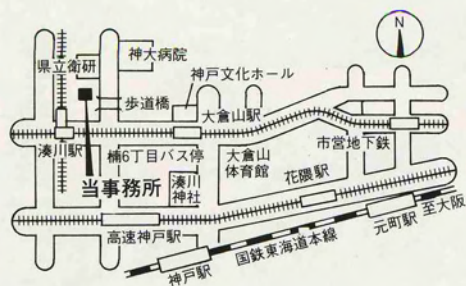 N
神大病院
県立衛研
神戸文化ホール
歩道橋
大倉山駅
湊川駅
楠6丁目バス停
大倉山
体育館
市営地下鉄
当事務所
湊川
神社
花隈駅
高速神戸駅
元町駅
至大阪
国鉄東海道本線
神戸駅